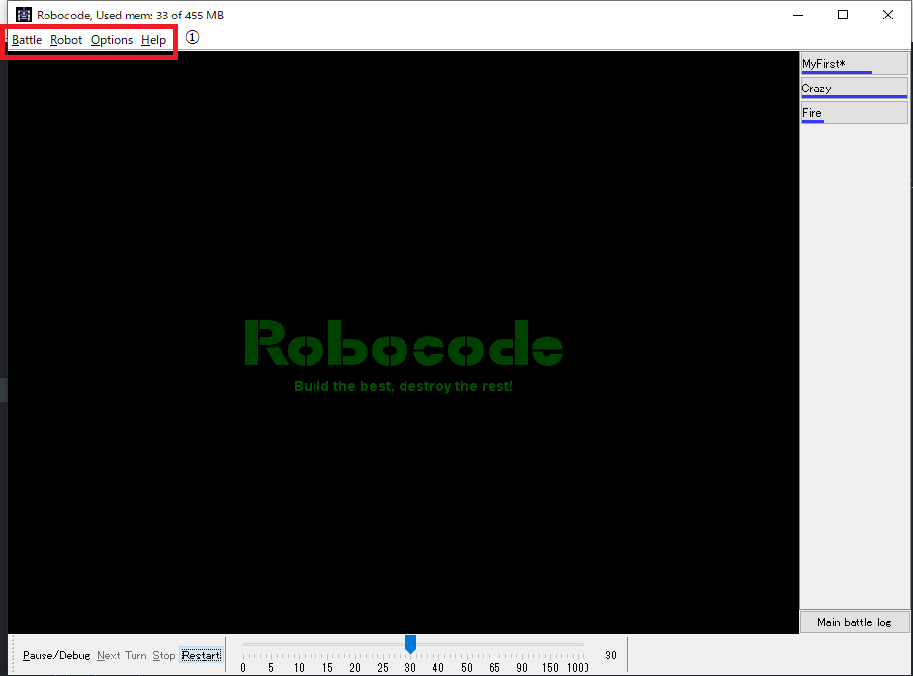 Robocode, Used mem: 33 of 455 MB
Battle Robot Options Help ①
MyFirst*
Crazy
Fire
Robocode
Build the best, destroy the rest!
Main battle log
Pause/Debug Next Turn Stop Restart
30
0 5 10 15 20 25 30 40 50 65 90 150 1000